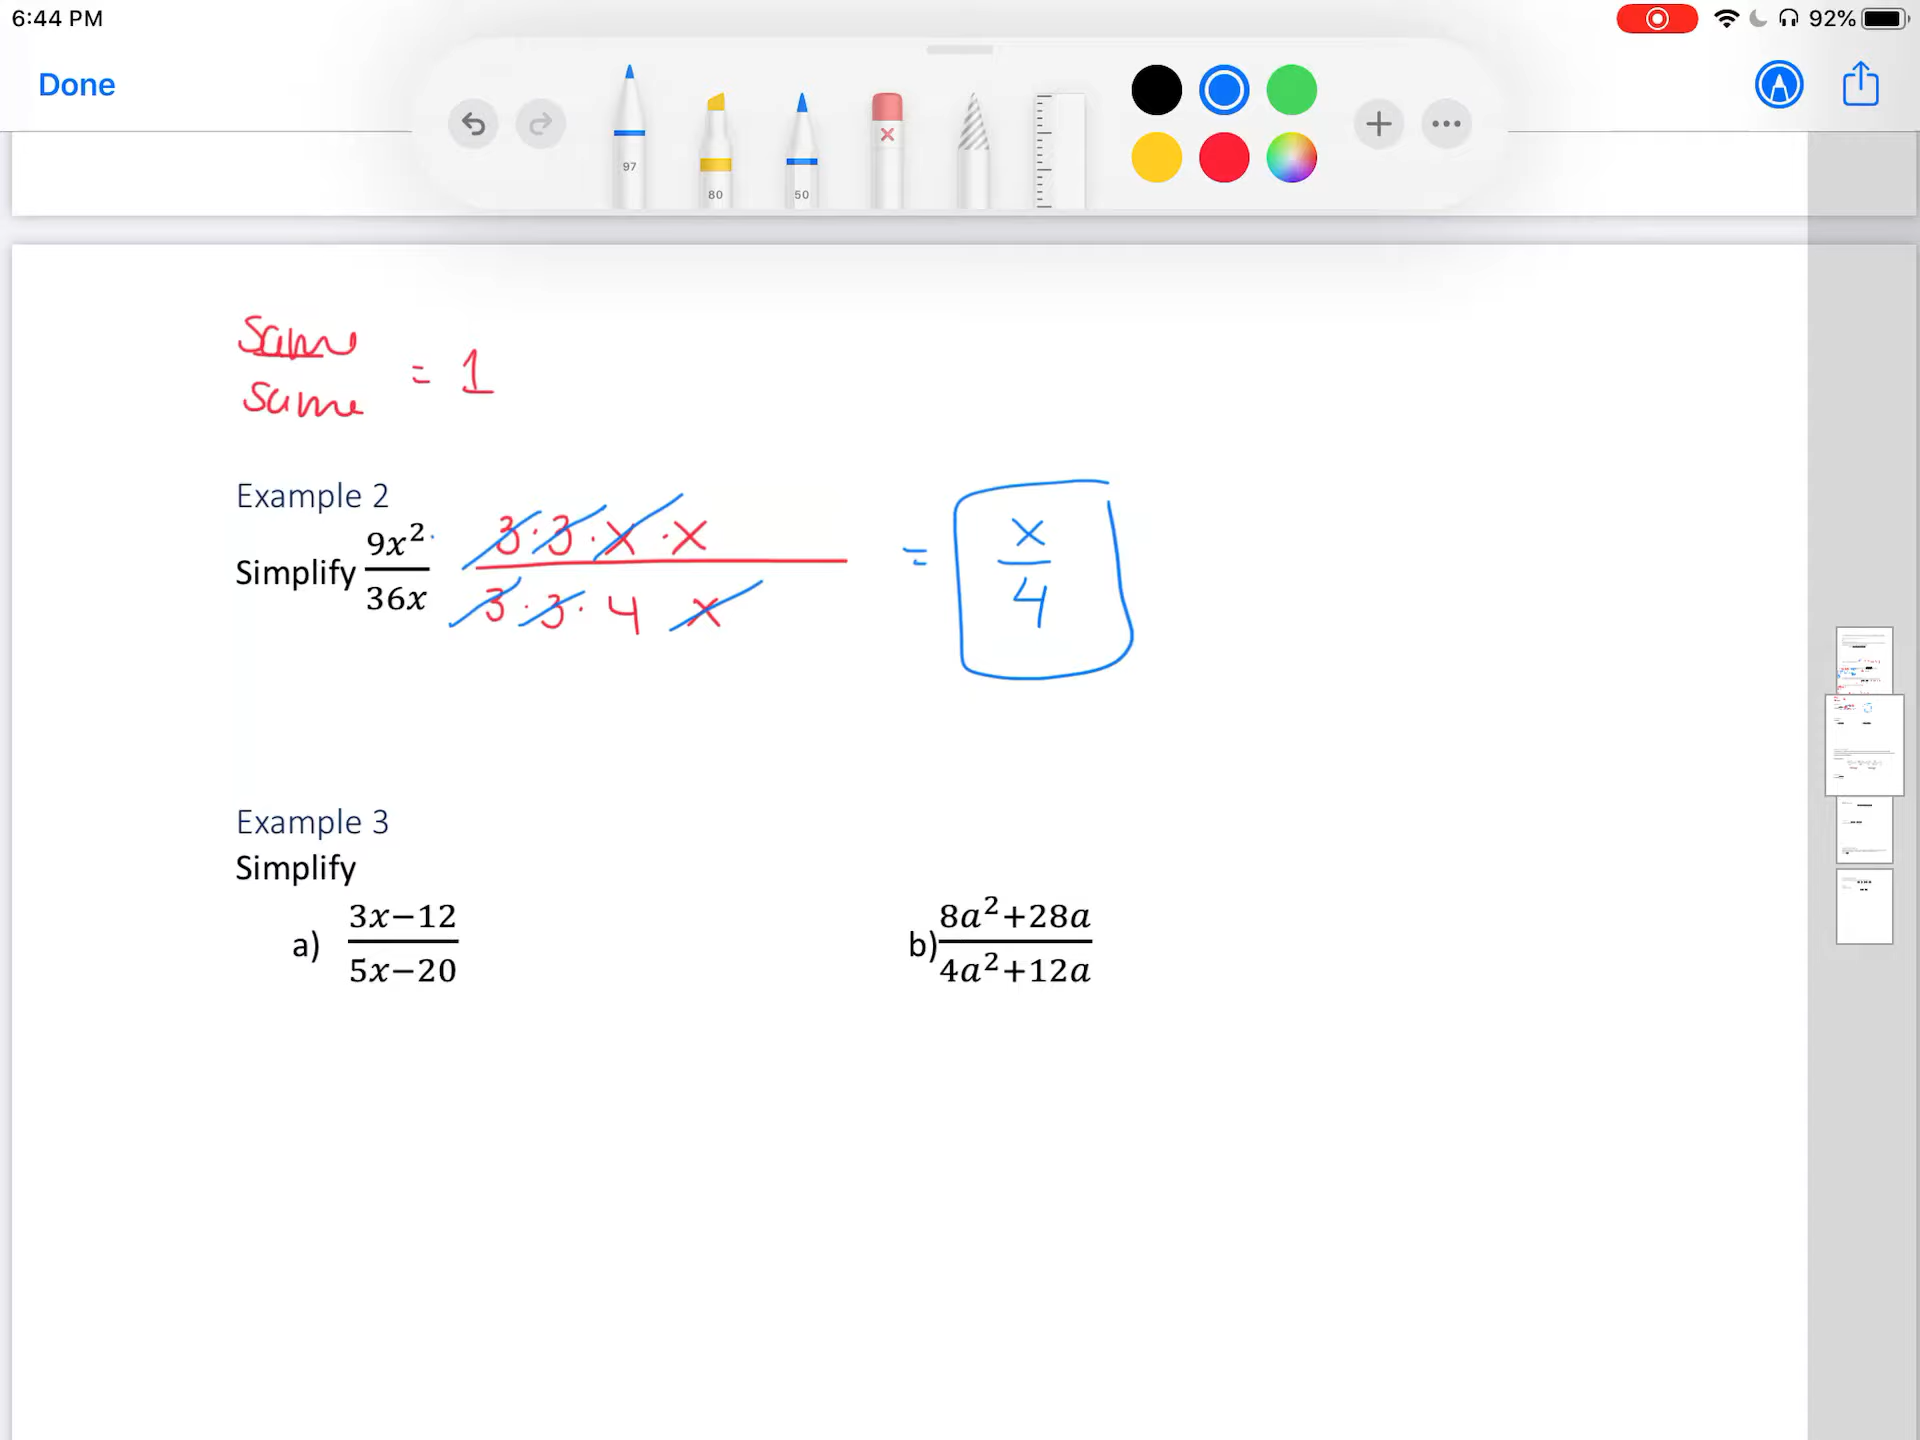 6:44 PM
92%
Done
97
80
50
Same
Same
= 1
Example 2
Simplify 9x²/36x
3·3·x·x
3·3·4 x
= x/4
Example 3
Simplify
a) 3x−12/5x−20
b) 8a²+28a/4a²+12a